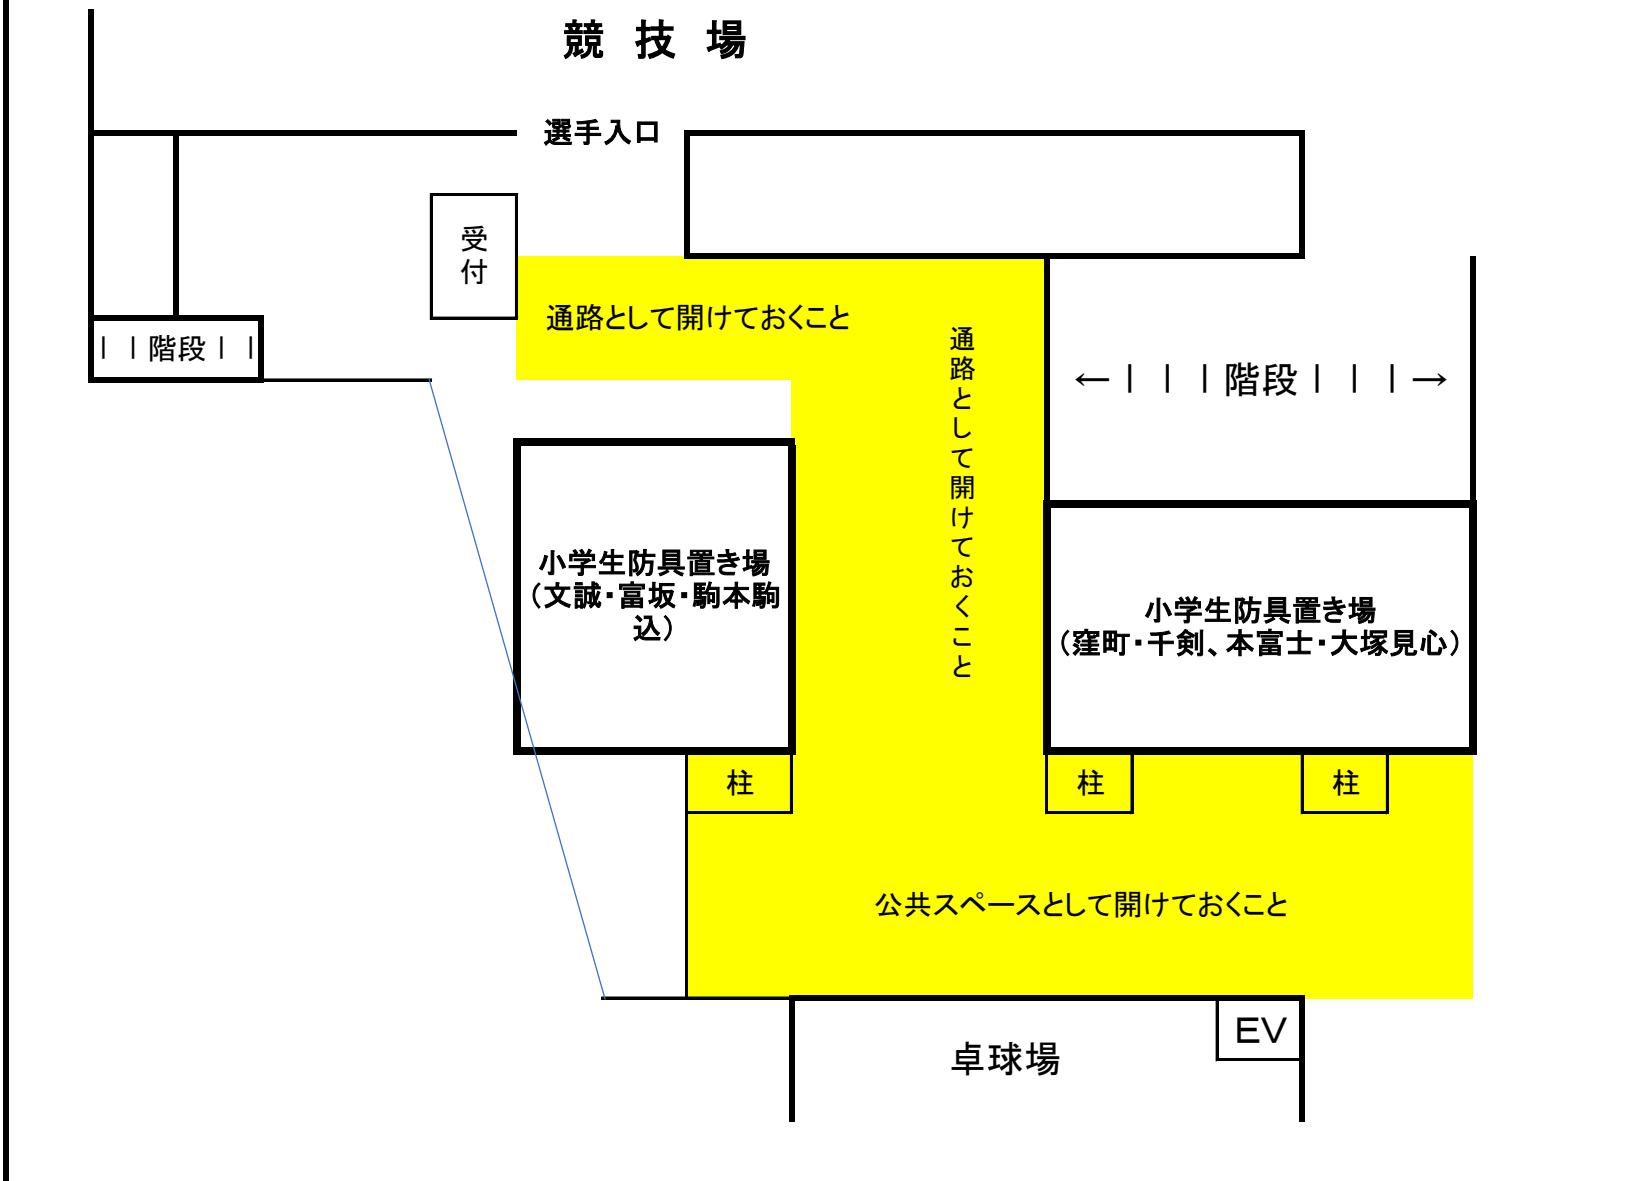 競　技　場
選手入口
受
付
通路として開けておくこと
通路として開けておくこと
｜｜階段｜｜
←｜｜｜階段｜｜｜→
小学生防具置き場
（文誠・富坂・駒本駒
込）
小学生防具置き場
（窪町・千剣、本富士・大塚見心）
柱
柱
柱
公共スペースとして開けておくこと
EV
卓球場